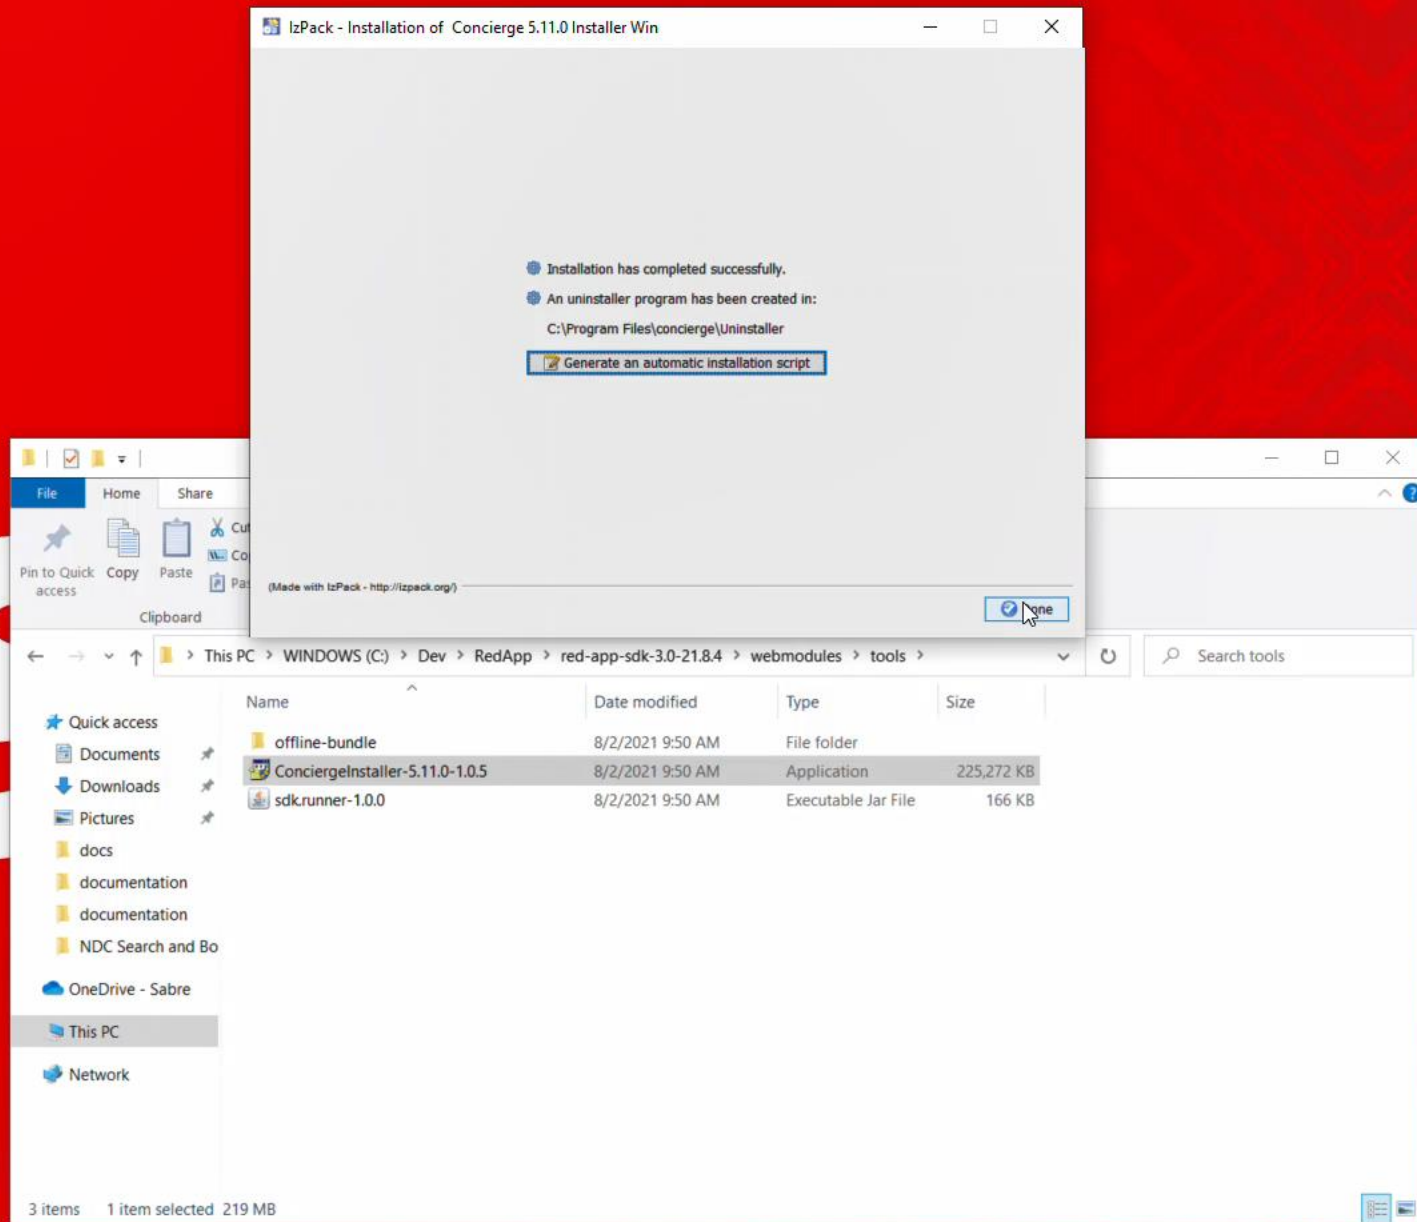 IzPack - Installation of Concierge 5.11.0 Installer Win
Installation has completed successfully.
An uninstaller program has been created in:
C:\Program Files\concierge\Uninstaller
Generate an automatic installation script
(Made with IzPack - http://izpack.org/)
File Home Share
Pin to Quick access
Copy
Paste
Clipboard
This PC > WINDOWS (C:) > Dev > RedApp > red-app-sdk-3.0-21.8.4 > webmodules > tools >
Search tools
Name Date modified Type Size
offline-bundle 8/2/2021 9:50 AM File folder
ConciergeInstaller-5.11.0-1.0.5 8/2/2021 9:50 AM Application 225,272 KB
sdk.runner-1.0.0 8/2/2021 9:50 AM Executable Jar File 166 KB
Quick access
Documents
Downloads
Pictures
docs
documentation
documentation
NDC Search and Bo
OneDrive - Sabre
This PC
Network
3 items 1 item selected 219 MB